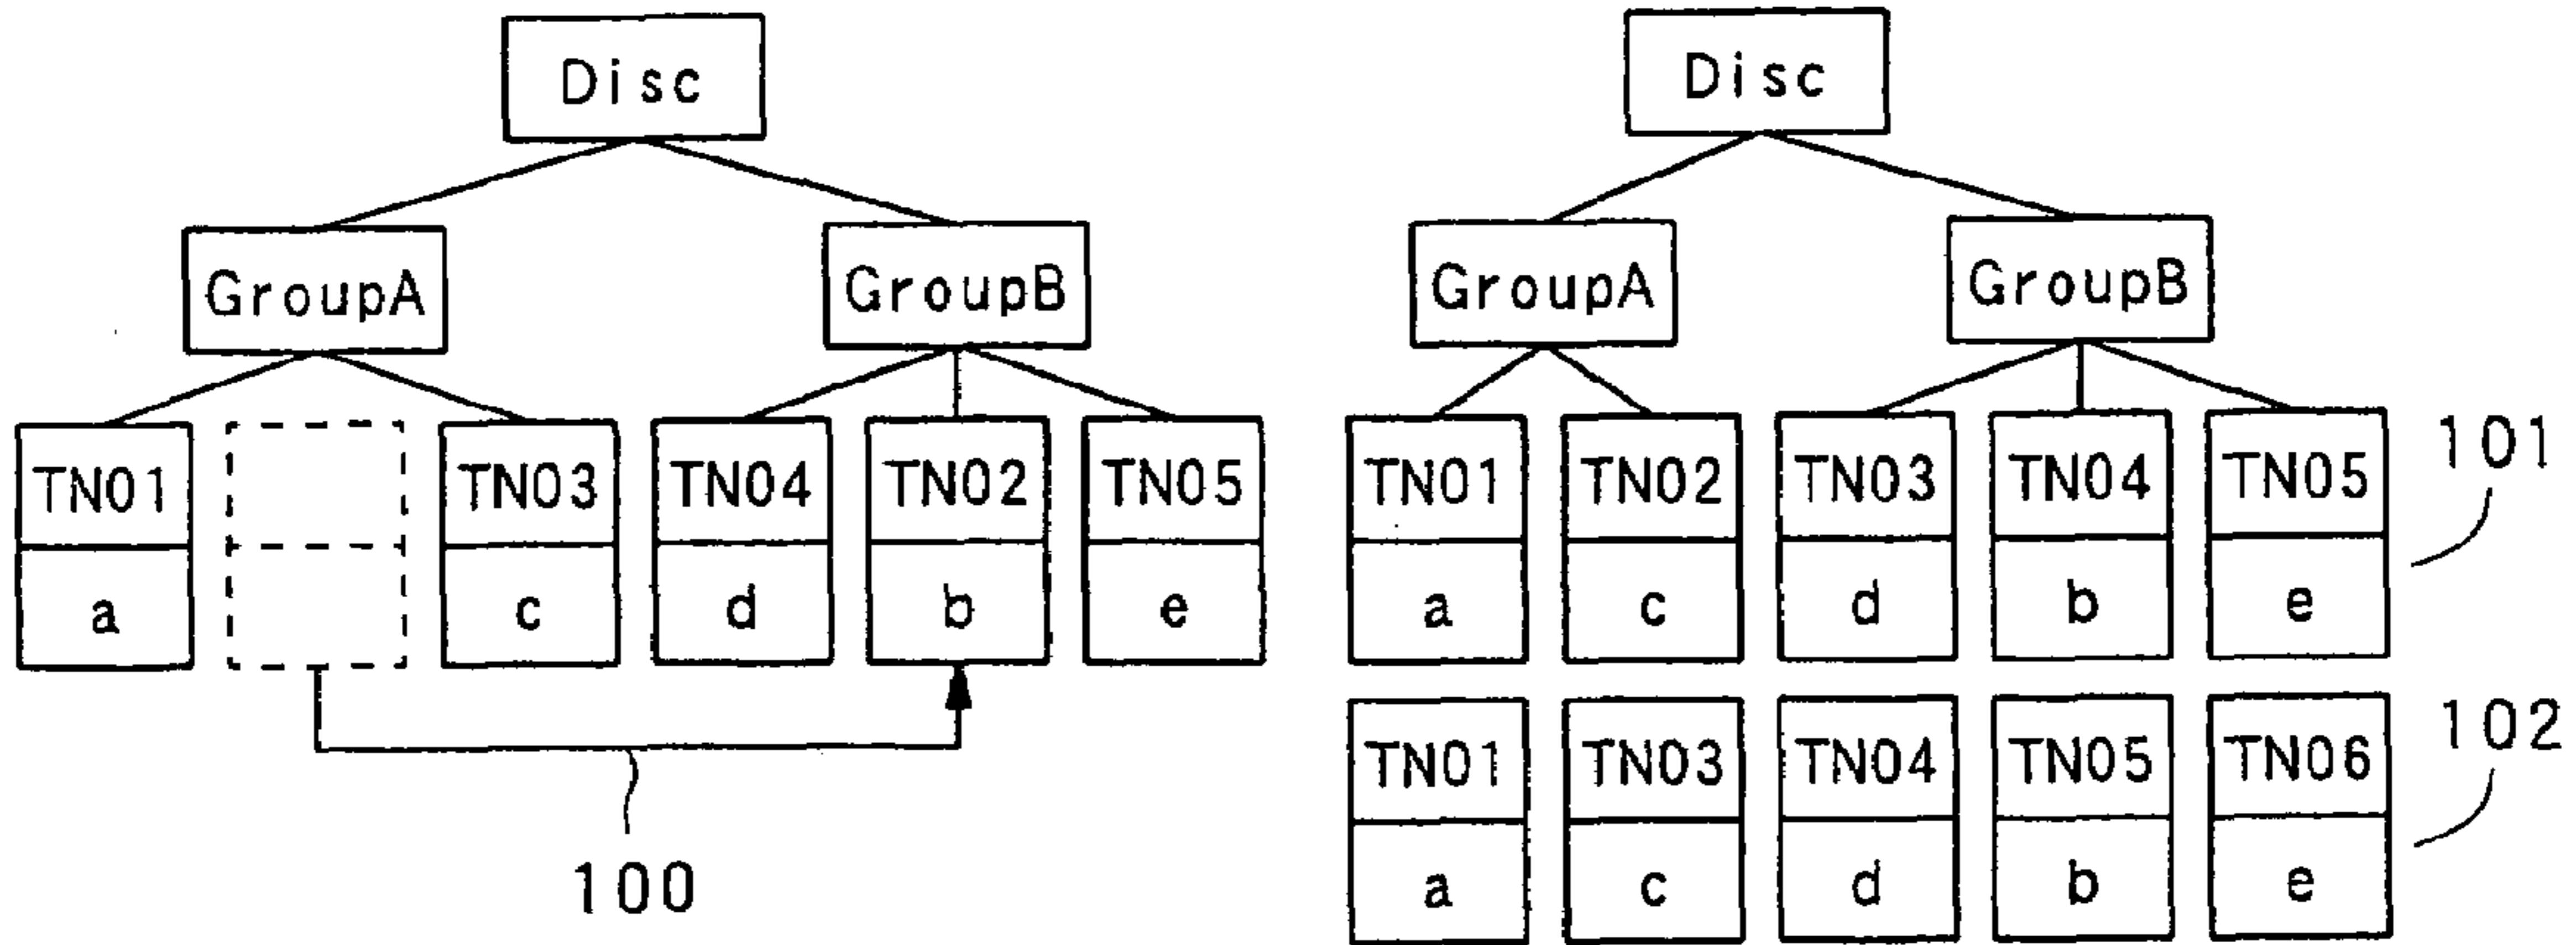 Disc
GroupA GroupB
TN01 TN03 TN04 TN02 TN05
a c d b e
100
Disc
GroupA GroupB
TN01 TN02 TN03 TN04 TN05
a c d b e
101
TN01 TN03 TN04 TN05 TN06
a c d b e
102